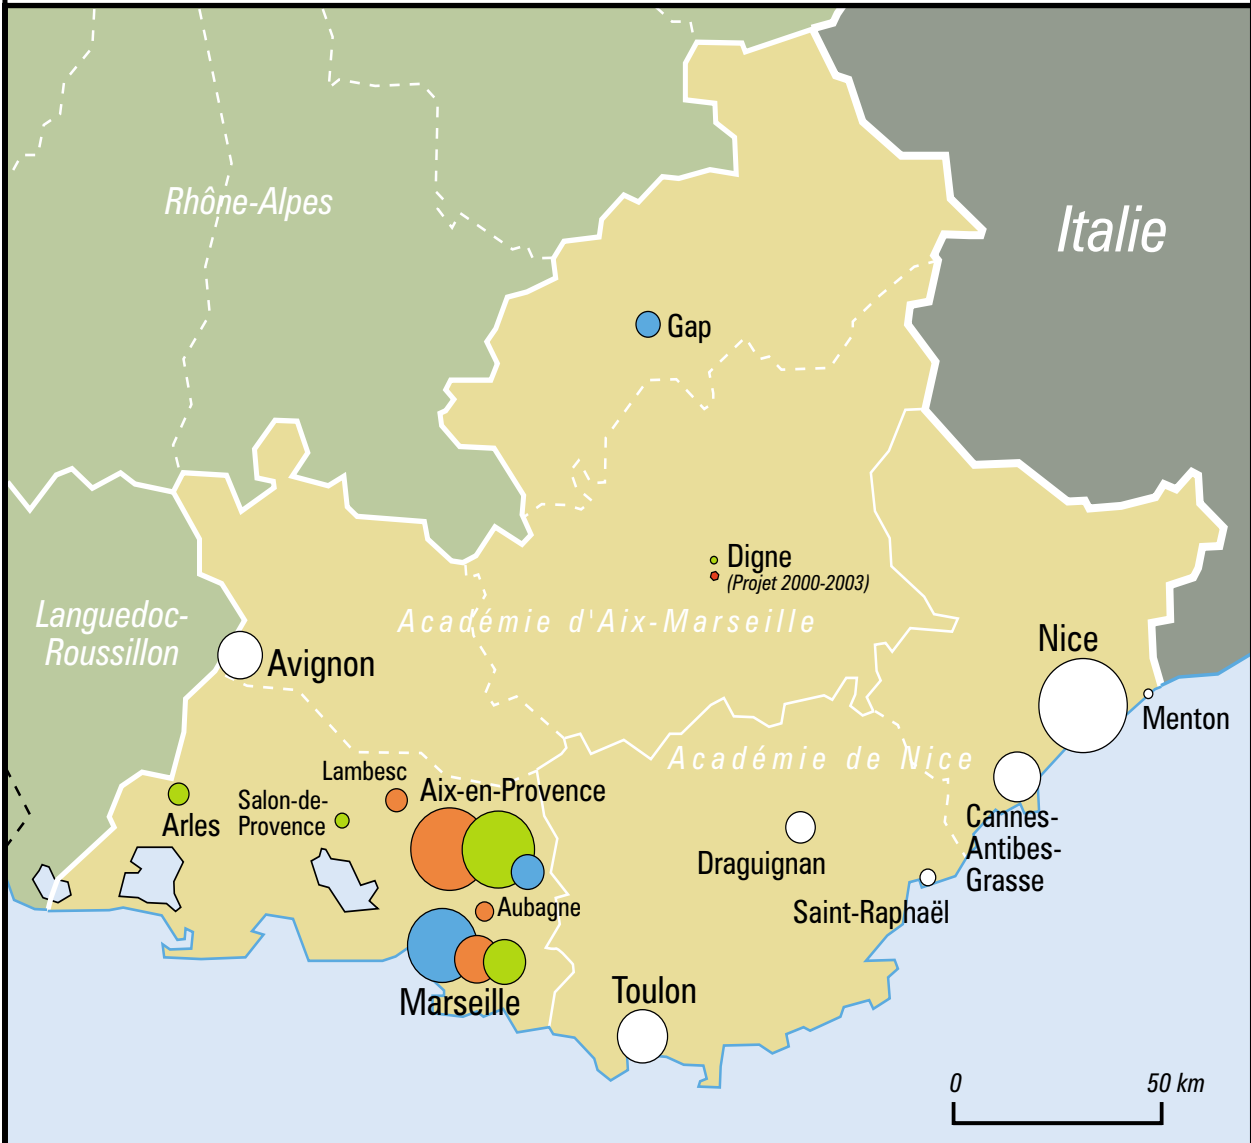 Rhône-Alpes
Italie
Gap
Digne
(Projet 2000-2003)
Languedoc-
Roussillon
Académie d'Aix-Marseille
Avignon
Nice
Menton
Académie de Nice
Lambesc
Aix-en-Provence
Salon-de-
Provence
Arles
Cannes-
Antibes-
Grasse
Draguignan
Aubagne
Saint-Raphaël
Marseille
Toulon
0 50 km